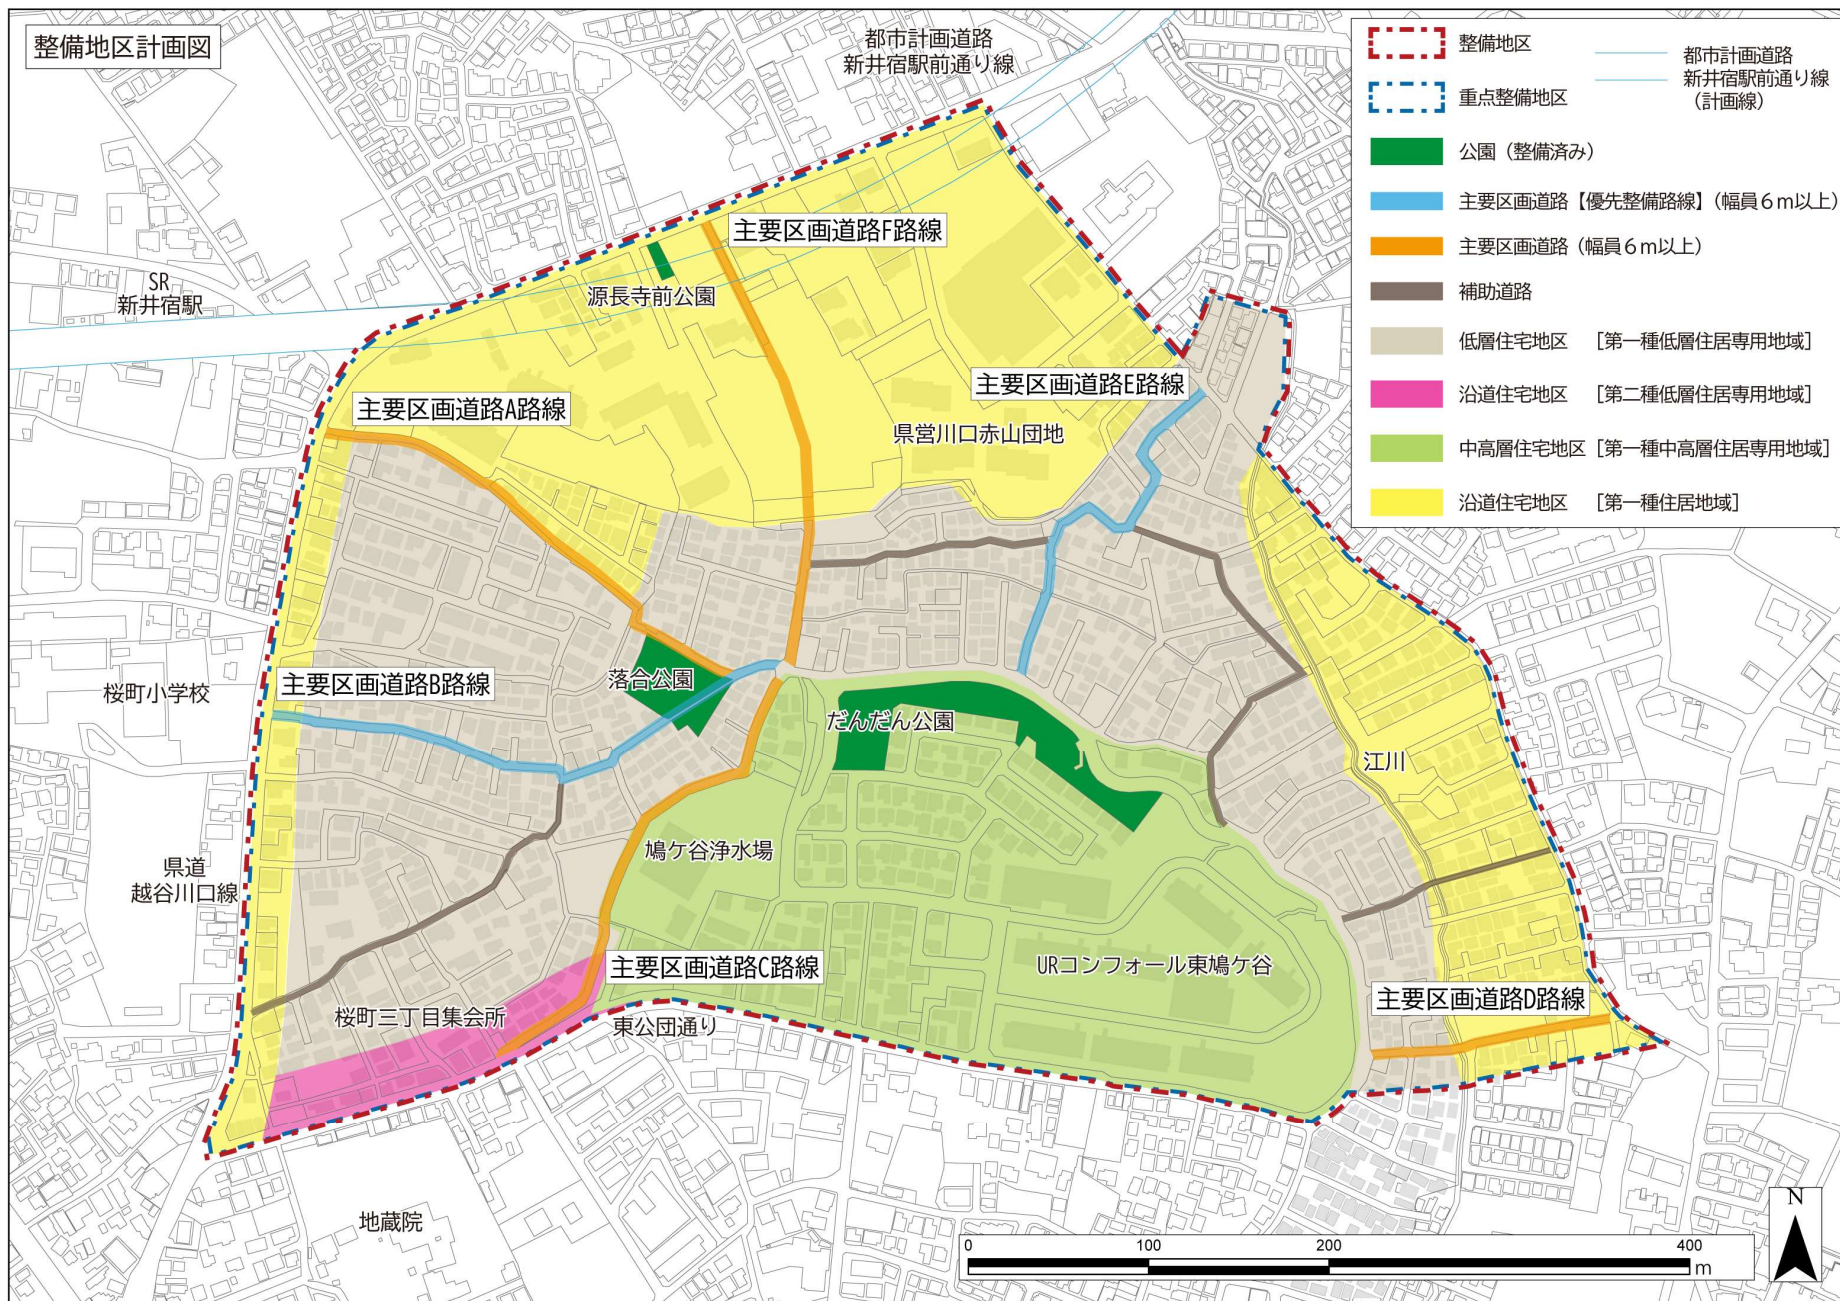 整備地区計画図
都市計画道路
新井宿駅前通り線
整備地区
重点整備地区
都市計画道路
新井宿駅前通り線
（計画線）
公園（整備済み）
主要区画道路【優先整備路線】（幅員６ｍ以上）
主要区画道路（幅員６ｍ以上）
補助道路
低層住宅地区 ［第一種低層住居専用地域］
沿道住宅地区 ［第二種低層住居専用地域］
中高層住宅地区 ［第一種中高層住居専用地域］
沿道住宅地区 ［第一種住居地域］
SR
新井宿駅
主要区画道路F路線
源長寺前公園
主要区画道路E路線
主要区画道路A路線
県営川口赤山団地
桜町小学校
主要区画道路B路線
落合公園
だんだん公園
江川
県道
越谷川口線
鳩ケ谷浄水場
主要区画道路C路線
URコンフォール東鳩ケ谷
主要区画道路D路線
桜町三丁目集会所
東公団通り
地蔵院
0 100 200 400
m
N